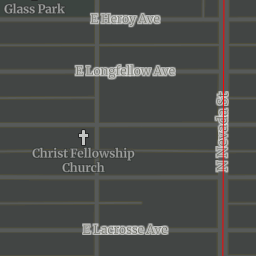 Glass Park
E Heroy Ave
E Longfellow Ave
N Nevada St
Christ Fellowship
Church
E Lacrosse Ave